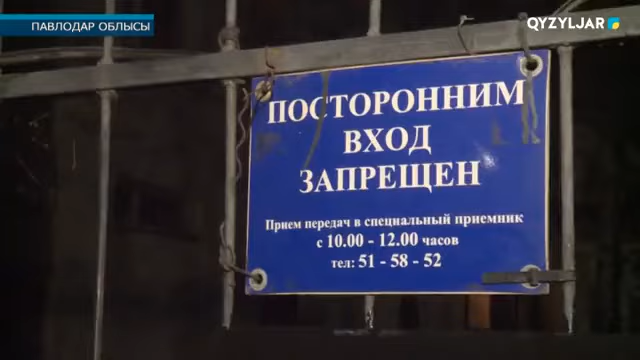 ПАВЛОДАР ОБЛЫСЫ
QYZYLJAR
ПОСТОРОННИМ
ВХОД
ЗАПРЕЩЕН
Прием передач в специальный приемник
с 10.00 - 12.00 часов
тел: 51 - 58 - 52